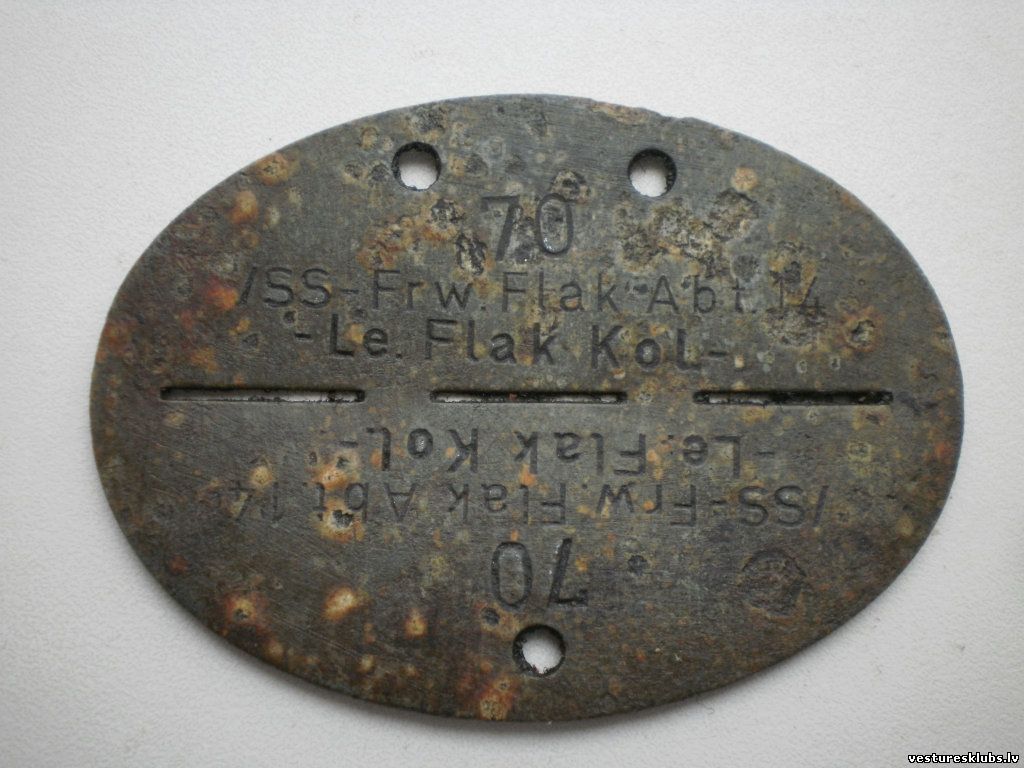 70
/SS-Frw.Flak Abt.14
-Le. Flak Kol-
-Le. Flak Kol.-
/SS-Frw.Flak Abt.14
70
vesturesklubs.lv